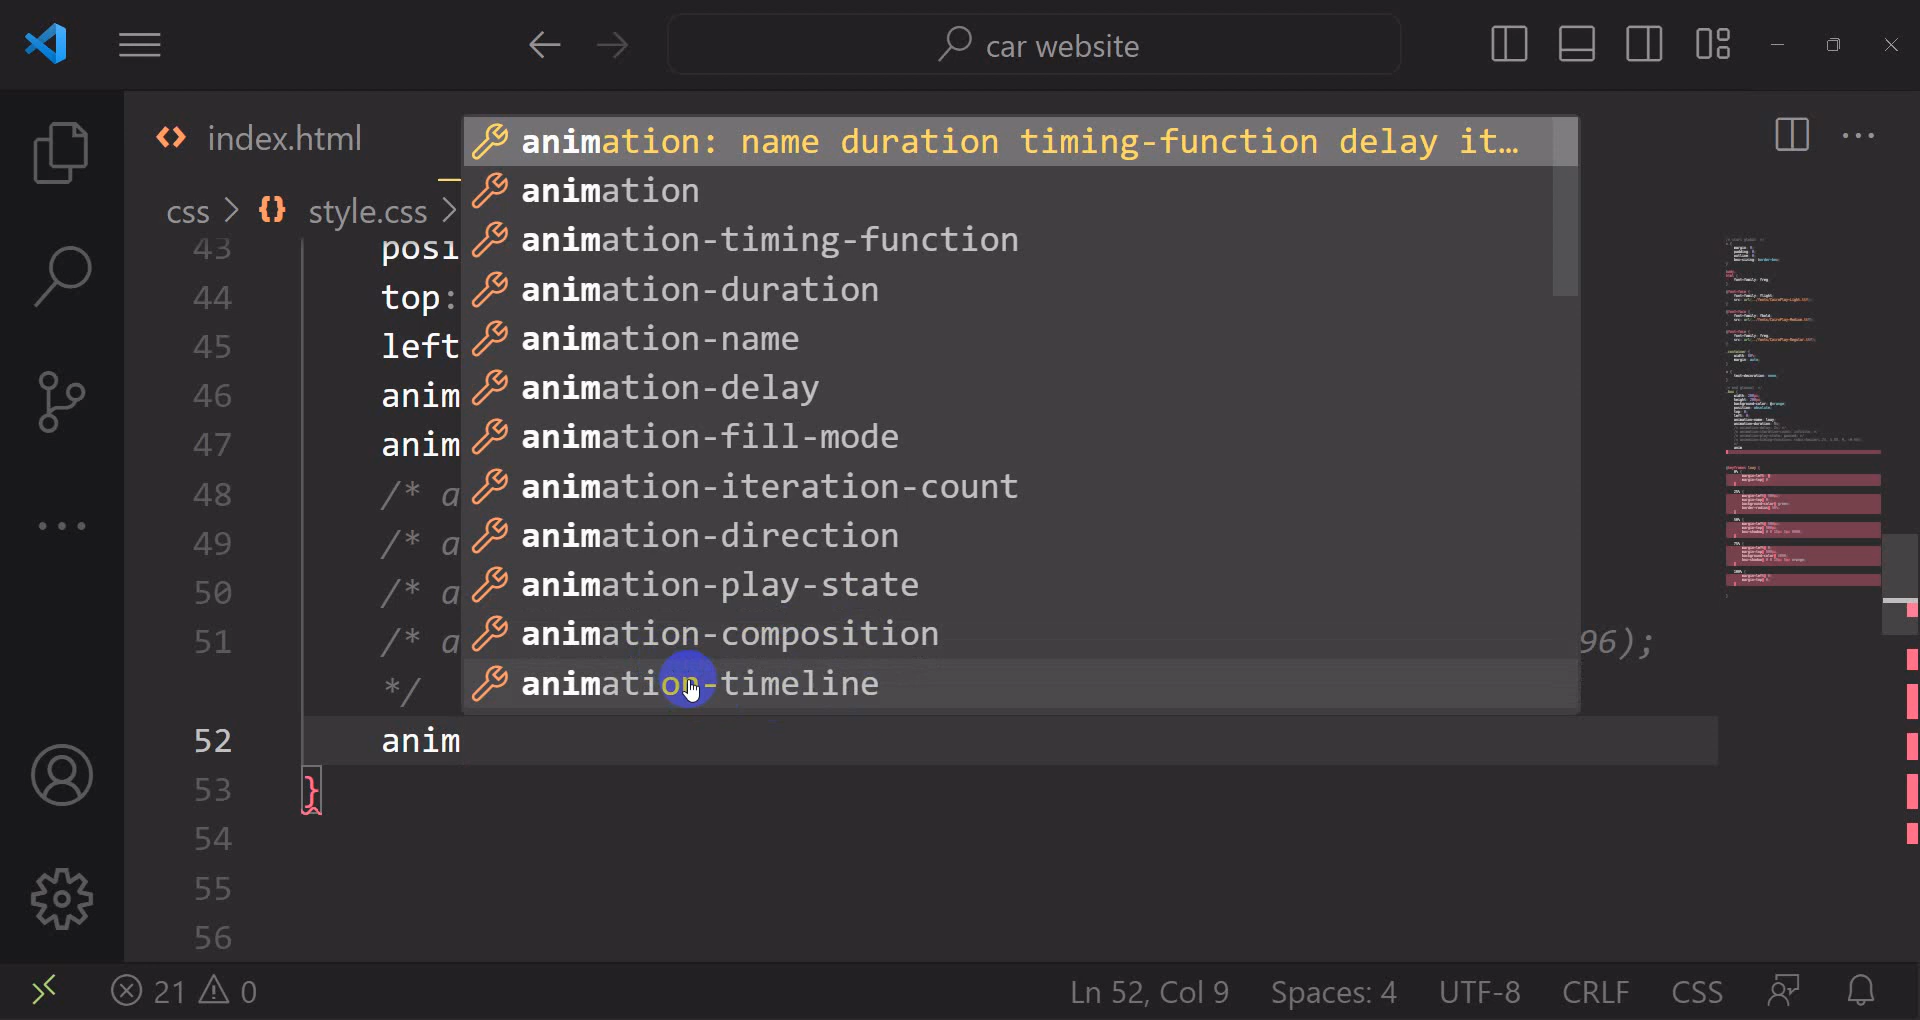 car website
index.html
css > {} style.css >
animation: name duration timing-function delay it…
animation
animation-timing-function
animation-duration
animation-name
animation-delay
animation-fill-mode
animation-iteration-count
animation-direction
animation-play-state
animation-composition
animation-timeline
43 posi
44 top:
45 left
46 anim
47 anim
48 /* a
49 /* a
50 /* a
51 /* a 96);
*/
52 anim
53 }
54
55
56
21 0 Ln 52, Col 9 Spaces: 4 UTF-8 CRLF CSS